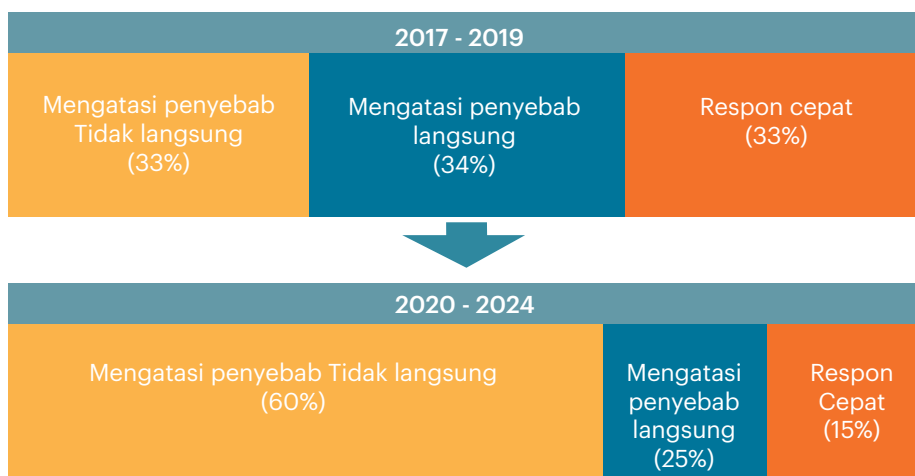 2017 - 2019
Mengatasi penyebab
Tidak langsung
(33%)
Mengatasi penyebab
langsung
(34%)
Respon cepat
(33%)
2020 - 2024
Mengatasi penyebab Tidak langsung
(60%)
Mengatasi
penyebab
langsung
(25%)
Respon
Cepat
(15%)